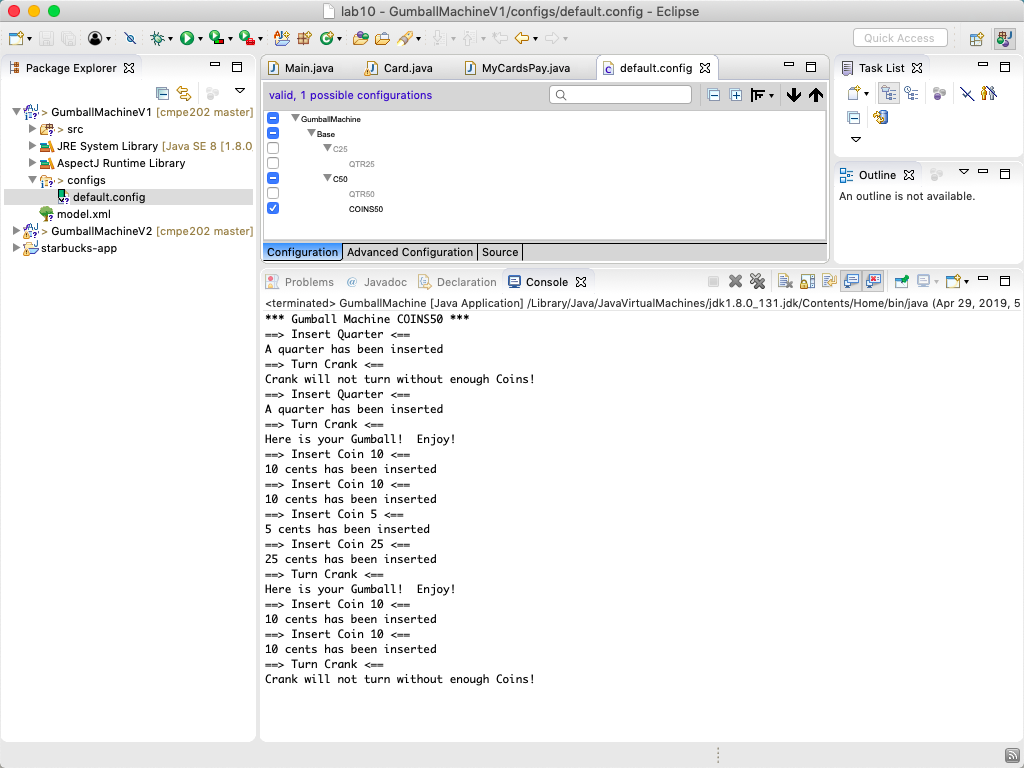 lab10 - GumballMachineV1/configs/default.config - Eclipse
Quick Access
Package Explorer
> GumballMachineV1 [cmpe202 master]
> src
JRE System Library [Java SE 8 [1.8.0
AspectJ Runtime Library
> configs
default.config
model.xml
> GumballMachineV2 [cmpe202 master]
starbucks-app
Main.java
Card.java
MyCardsPay.java
default.config
valid, 1 possible configurations
GumballMachine
Base
C25
QTR25
C50
QTR50
COINS50
Configuration
Advanced Configuration
Source
Task List
Outline
An outline is not available.
Problems
Javadoc
Declaration
Console
<terminated> GumballMachine [Java Application] /Library/Java/JavaVirtualMachines/jdk1.8.0_131.jdk/Contents/Home/bin/java (Apr 29, 2019, 5
*** Gumball Machine COINS50 ***
==> Insert Quarter <==
A quarter has been inserted
==> Turn Crank <==
Crank will not turn without enough Coins!
==> Insert Quarter <==
A quarter has been inserted
==> Turn Crank <==
Here is your Gumball!  Enjoy!
==> Insert Coin 10 <==
10 cents has been inserted
==> Insert Coin 10 <==
10 cents has been inserted
==> Insert Coin 5 <==
5 cents has been inserted
==> Insert Coin 25 <==
25 cents has been inserted
==> Turn Crank <==
Here is your Gumball!  Enjoy!
==> Insert Coin 10 <==
10 cents has been inserted
==> Insert Coin 10 <==
10 cents has been inserted
==> Turn Crank <==
Crank will not turn without enough Coins!